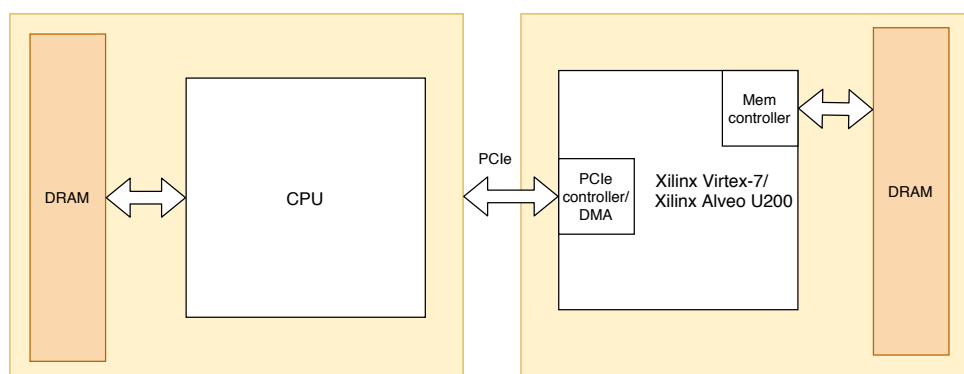 DRAM
CPU
PCIe
PCIe
controller/
DMA
Mem
controller
Xilinx Virtex-7/
Xilinx Alveo U200
DRAM